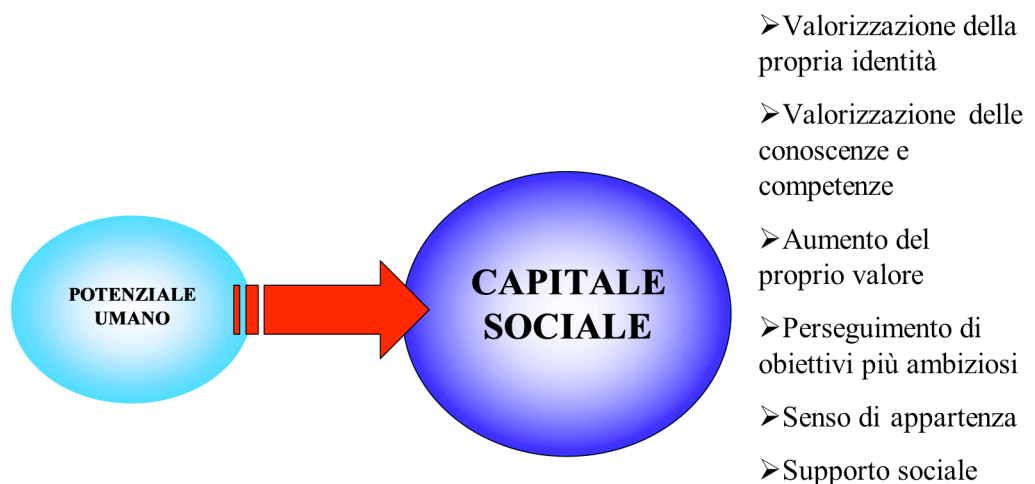 POTENZIALE
UMANO
CAPITALE
SOCIALE
➢Valorizzazione della
propria identità
➢Valorizzazione delle
conoscenze e
competenze
➢Aumento del
proprio valore
➢Perseguimento di
obiettivi più ambiziosi
➢Senso di appartenza
➢Supporto sociale